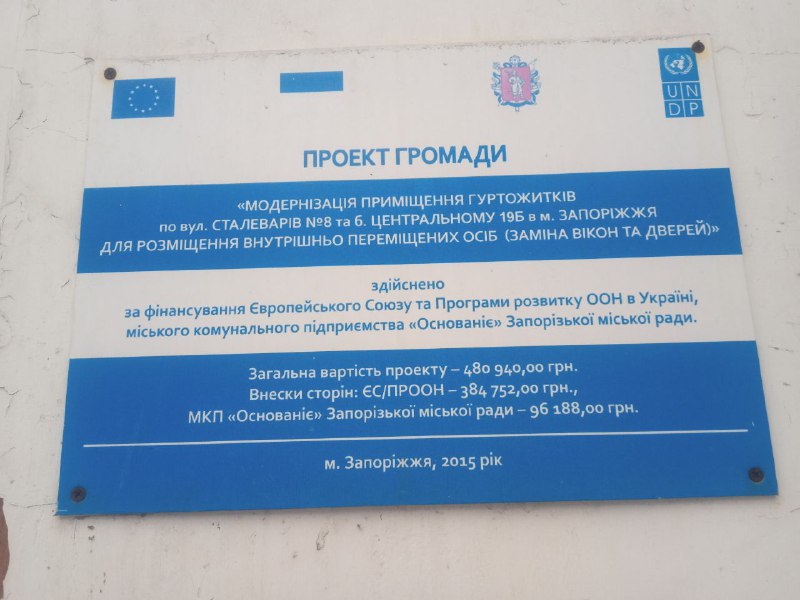 UN
DP
ПРОЕКТ ГРОМАДИ
«МОДЕРНІЗАЦІЯ ПРИМІЩЕННЯ ГУРТОЖИТКІВ
по вул. СТАЛЕВАРІВ №8 та б. ЦЕНТРАЛЬНОМУ 19Б в м. ЗАПОРІЖЖЯ
ДЛЯ РОЗМІЩЕННЯ ВНУТРІШНЬО ПЕРЕМІЩЕНИХ ОСІБ (ЗАМІНА ВІКОН ТА ДВЕРЕЙ)»
здійснено
за фінансування Європейського Союзу та Програми розвитку ООН в Україні,
міського комунального підприємства «Основаніє» Запорізької міської ради.
Загальна вартість проекту – 480 940,00 грн.
Внески сторін: ЄС/ПРООН – 384 752,00 грн.,
МКП «Основаніє» Запорізької міської ради – 96 188,00 грн.
м. Запоріжжя, 2015 рік